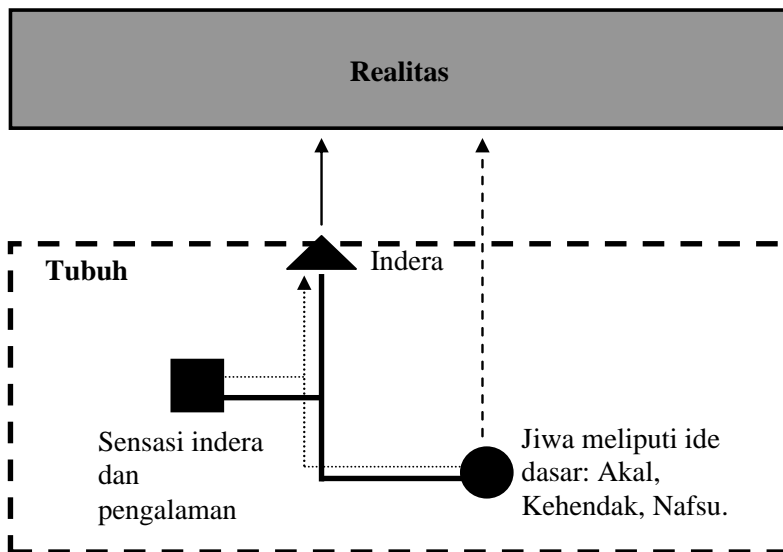 Realitas
Tubuh
Indera
Sensasi indera
dan
pengalaman
Jiwa meliputi ide
dasar: Akal,
Kehendak, Nafsu.